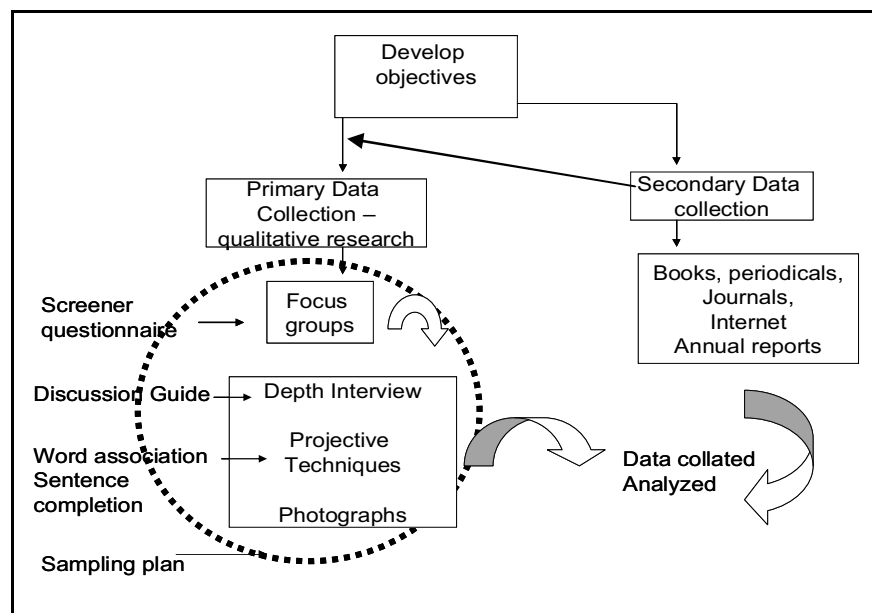 Develop
objectives
Primary Data
Collection –
qualitative research
Secondary Data
collection
Books, periodicals,
Journals,
Internet
Annual reports
Screener
questionnaire
Focus
groups
Discussion Guide
Depth Interview
Word association
Sentence
completion
Projective
Techniques
Photographs
Sampling plan
Data collated
Analyzed